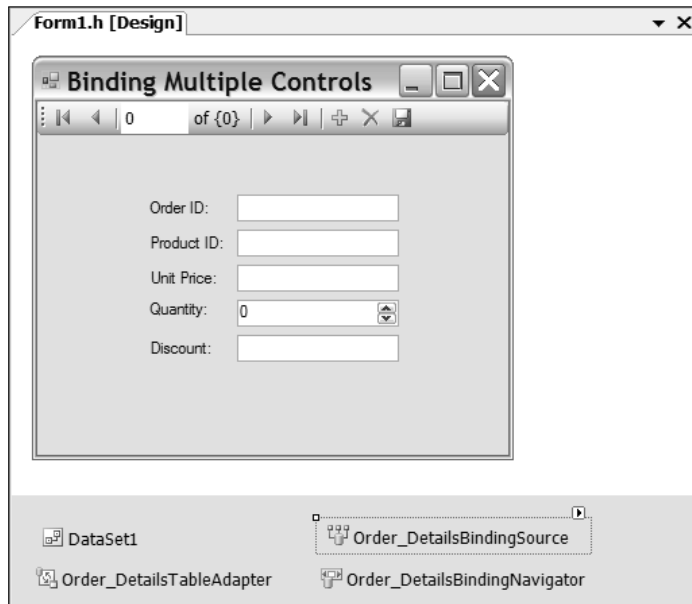 Form1.h [Design]
Binding Multiple Controls
0 of {0}
Order ID:
Product ID:
Unit Price:
Quantity: 0
Discount:
DataSet1 Order_DetailsBindingSource
Order_DetailsTableAdapter Order_DetailsBindingNavigator